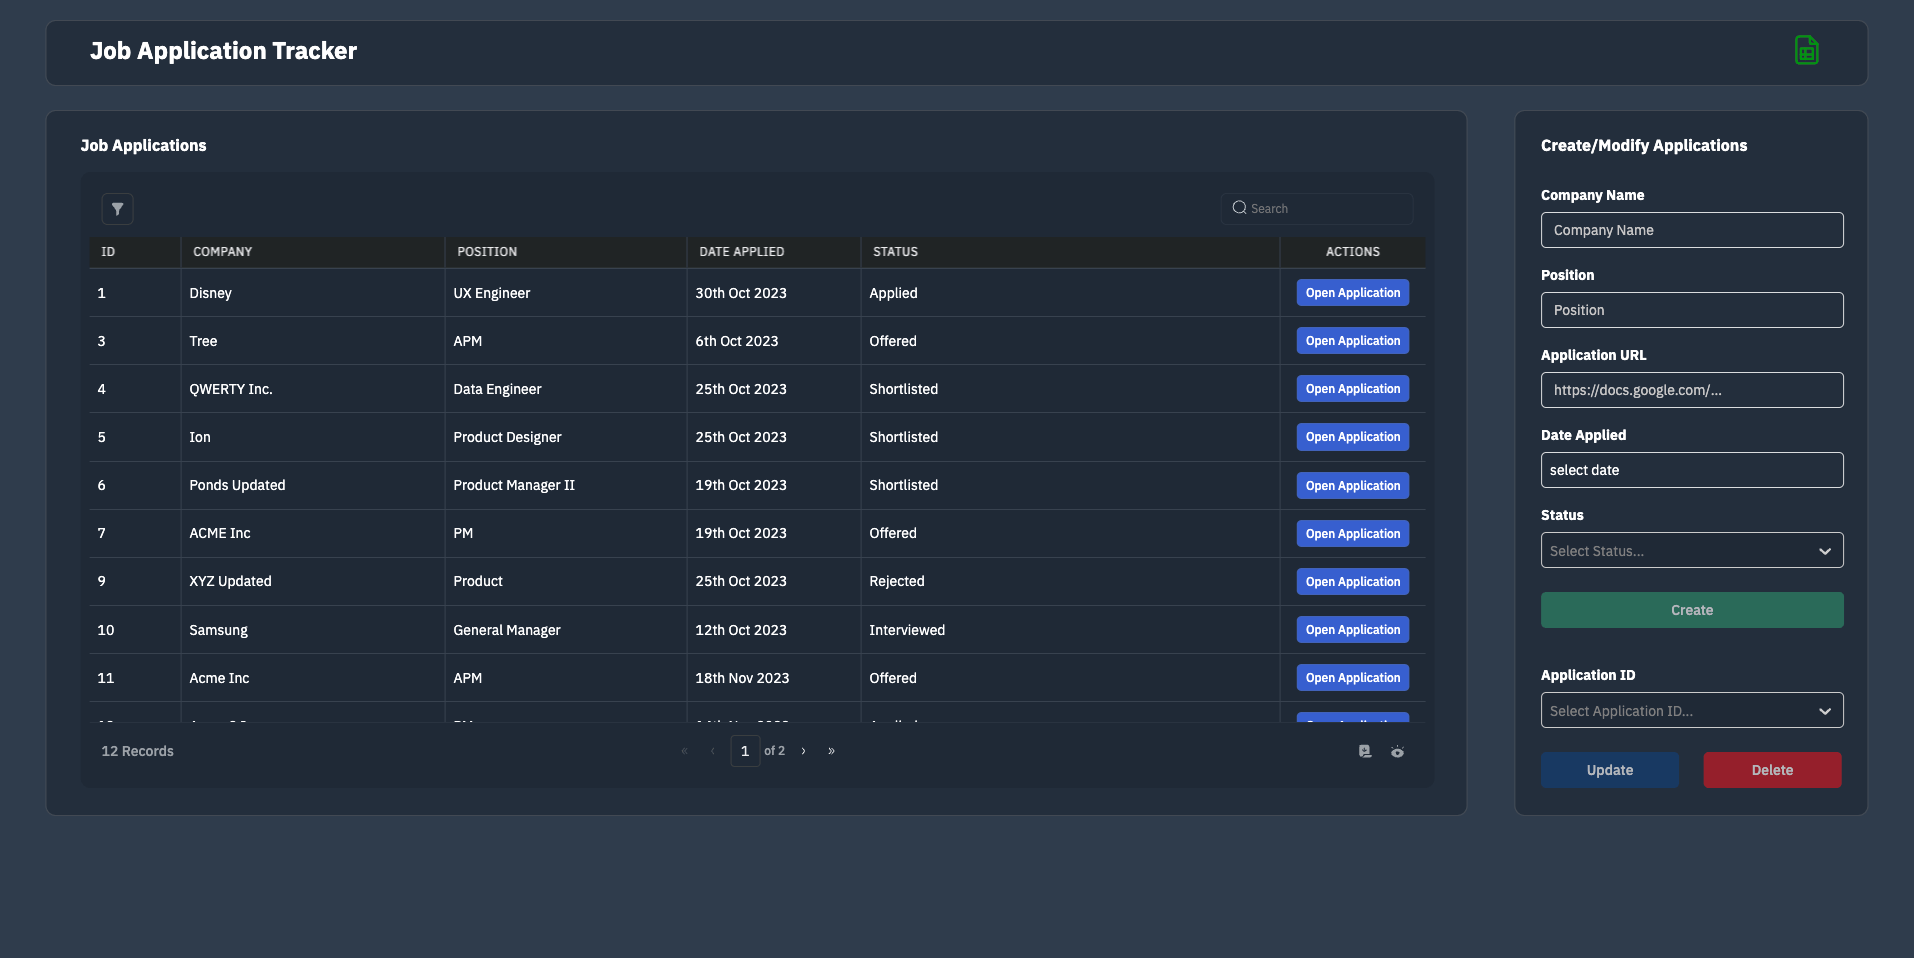 Job Application Tracker
Job Applications
Search
ID COMPANY POSITION DATE APPLIED STATUS ACTIONS
1 Disney UX Engineer 30th Oct 2023 Applied Open Application
3 Tree APM 6th Oct 2023 Offered Open Application
4 QWERTY Inc. Data Engineer 25th Oct 2023 Shortlisted Open Application
5 Ion Product Designer 25th Oct 2023 Shortlisted Open Application
6 Ponds Updated Product Manager II 19th Oct 2023 Shortlisted Open Application
7 ACME Inc PM 19th Oct 2023 Offered Open Application
9 XYZ Updated Product 25th Oct 2023 Rejected Open Application
10 Samsung General Manager 12th Oct 2023 Interviewed Open Application
11 Acme Inc APM 18th Nov 2023 Offered Open Application
12 Records « ‹ 1 of 2 › »
Create/Modify Applications
Company Name
Company Name
Position
Position
Application URL
https://docs.google.com/...
Date Applied
select date
Status
Select Status...
Create
Application ID
Select Application ID...
Update Delete